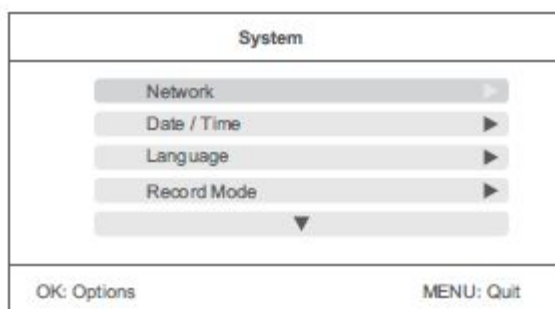 System
Network
Date / Time
Language
Record Mode
OK: Options MENU: Quit